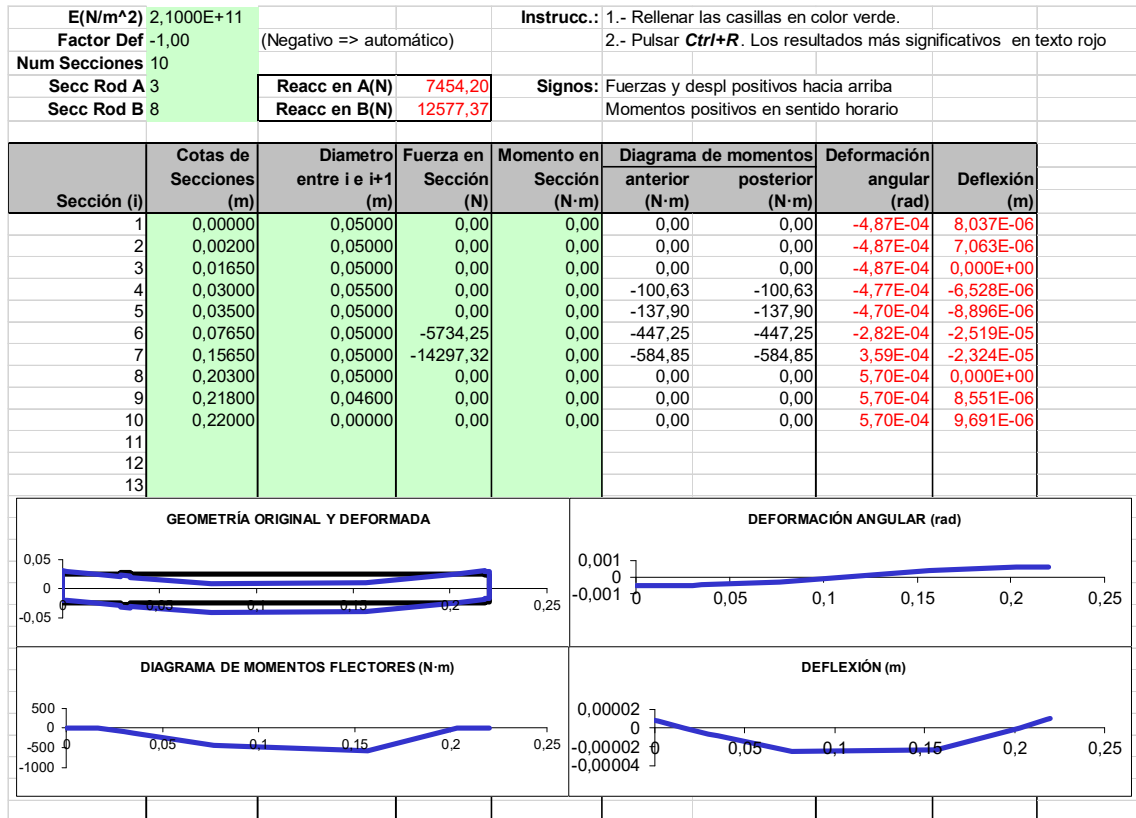 E(N/m^2) 2,1000E+11 Instrucc.: 1.- Rellenar las casillas en color verde.
Factor Def -1,00 (Negativo => automático) 2.- Pulsar Ctrl+R. Los resultados más significativos en texto rojo
Num Secciones 10
Secc Rod A 3 Reacc en A(N) 7454,20 Signos: Fuerzas y despl positivos hacia arriba
Secc Rod B 8 Reacc en B(N) 12577,37 Momentos positivos en sentido horario
Cotas de Diametro Fuerza en Momento en Diagrama de momentos Deformación
Secciones entre i e i+1 Sección Sección anterior posterior angular Deflexión
Sección (i) (m) (m) (N) (N·m) (N·m) (N·m) (rad) (m)
1 0,00000 0,05000 0,00 0,00 0,00 0,00 -4,87E-04 8,037E-06
2 0,00200 0,05000 0,00 0,00 0,00 0,00 -4,87E-04 7,063E-06
3 0,01650 0,05000 0,00 0,00 0,00 0,00 -4,87E-04 0,000E+00
4 0,03000 0,05500 0,00 0,00 -100,63 -100,63 -4,77E-04 -6,528E-06
5 0,03500 0,05000 0,00 0,00 -137,90 -137,90 -4,70E-04 -8,896E-06
6 0,07650 0,05000 -5734,25 0,00 -447,25 -447,25 -2,82E-04 -2,519E-05
7 0,15650 0,05000 -14297,32 0,00 -584,85 -584,85 3,59E-04 -2,324E-05
8 0,20300 0,05000 0,00 0,00 0,00 0,00 5,70E-04 0,000E+00
9 0,21800 0,04600 0,00 0,00 0,00 0,00 5,70E-04 8,551E-06
10 0,22000 0,00000 0,00 0,00 0,00 0,00 5,70E-04 9,691E-06
11
12
13
GEOMETRÍA ORIGINAL Y DEFORMADA
0,05
0
-0,05
0 0,05 0,1 0,15 0,2 0,25
DEFORMACIÓN ANGULAR (rad)
0,001
0
-0,001
0 0,05 0,1 0,15 0,2 0,25
DIAGRAMA DE MOMENTOS FLECTORES (N·m)
500
0
-500
-1000
0 0,05 0,1 0,15 0,2 0,25
DEFLEXIÓN (m)
0,00002
0
-0,00002
-0,00004
0 0,05 0,1 0,15 0,2 0,25